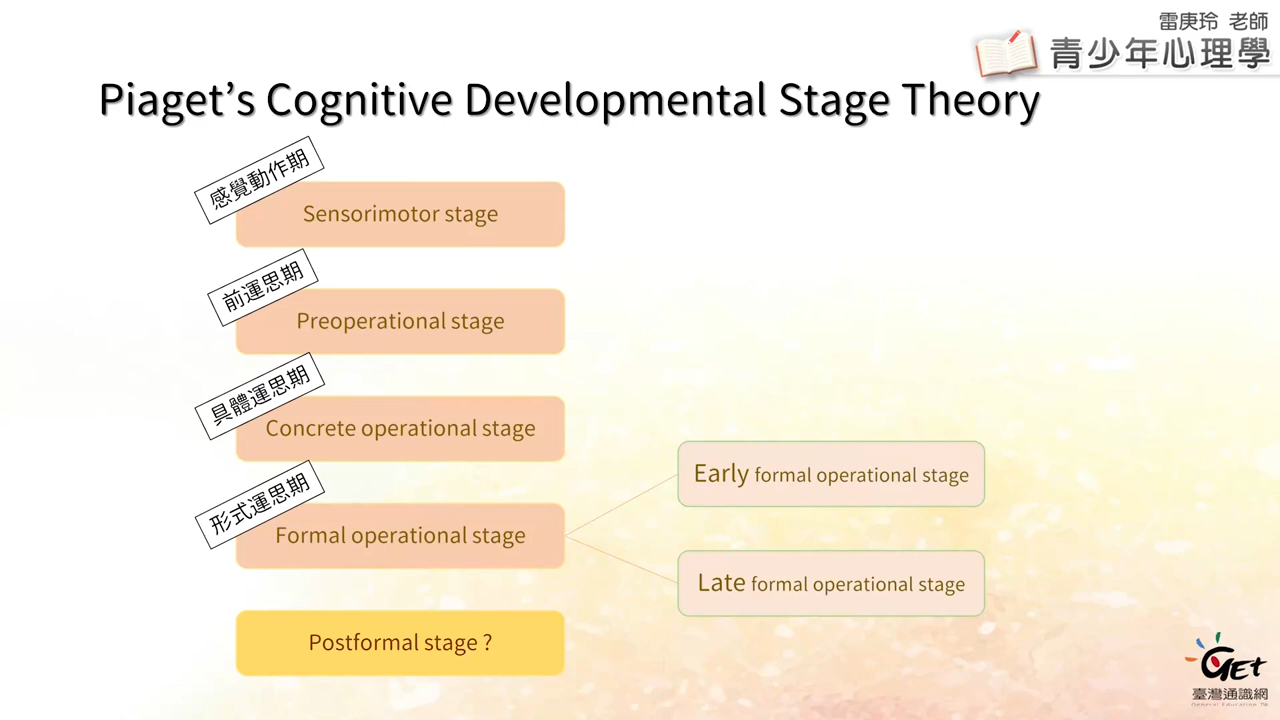 雷庚玲 老師
青少年心理學
Piaget’s Cognitive Developmental Stage Theory
感覺動作期
Sensorimotor stage
前運思期
Preoperational stage
具體運思期
Concrete operational stage
形式運思期
Formal operational stage
Early formal operational stage
Late formal operational stage
Postformal stage ?
GET
臺灣通識網